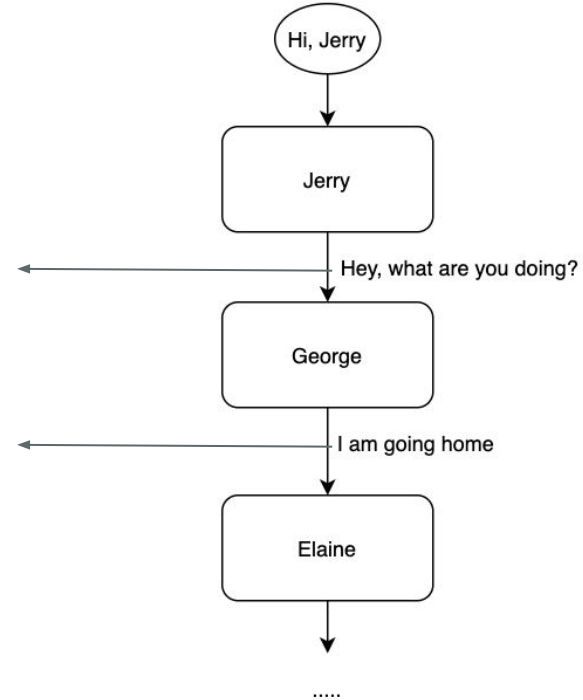 Hi, Jerry
Jerry
Hey, what are you doing?
George
I am going home
Elaine
.....